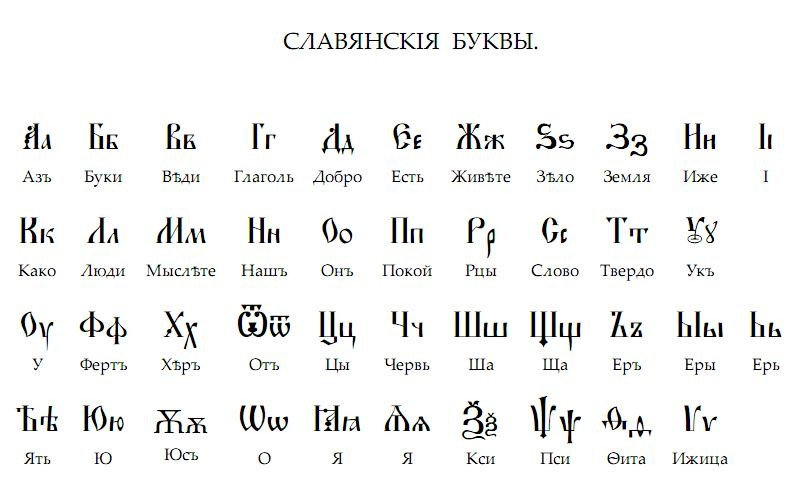 СЛАВЯНСКІЯ БУКВЫ.
Аа Бб Вв Гг Дд Єє Жж Ѕѕ Зз Ии Іі
Азъ Буки Вѣди Глаголь Добро Есть Живѣте Зѣло Земля Иже І
Кк Лл Мм Нн Оо Пп Рр Сс Тт Ꙋꙋ
Како Люди Мыслѣте Нашъ Онъ Покой Рцы Слово Твердо Укъ
Оу Фф Хх Ѿѿ Цц Чч Шш Щщ Ъъ Ыы Ьь
У Фертъ Хѣръ Отъ Цы Червь Ша Ща Еръ Еры Ерь
Ѣѣ Юю Ѫѫ Ѡѡ Ꙗꙗ Ѧѧ Ѯѯ Ѱѱ Ѳѳ Ѵѵ
Ять Ю Юсъ О Я Я Кси Пси Ѳита Ижица